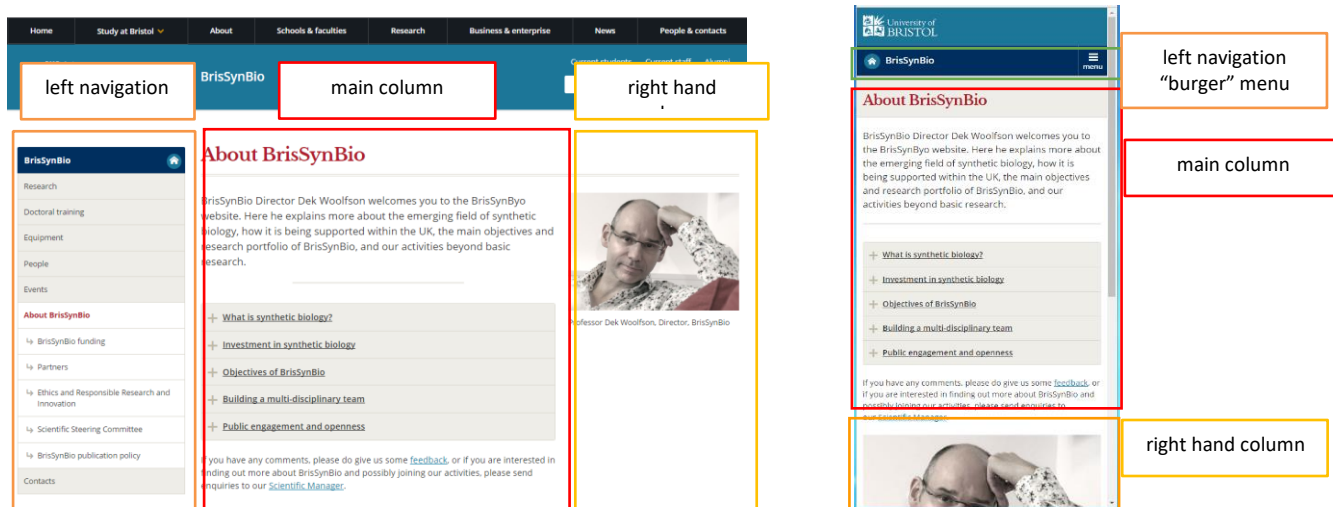 Home Study at Bristol About Schools & faculties Research Business & enterprise News People & contacts
Current students Current staff Alumni
BrisSynBio
left navigation
main column
right hand
BrisSynBio
Research
Doctoral training
Equipment
People
Events
About BrisSynBio
BrisSynBio funding
Partners
Ethics and Responsible Research and
Innovation
Scientific Steering Committee
BrisSynBio publication policy
Contacts
About BrisSynBio
BrisSynBio Director Dek Woolfson welcomes you to the BrisSynByo
website. Here he explains more about the emerging field of synthetic
biology, how it is being supported within the UK, the main objectives and
research portfolio of BrisSynBio, and our activities beyond basic
research.
What is synthetic biology?
Investment in synthetic biology
Objectives of BrisSynBio
Building a multi-disciplinary team
Public engagement and openness
If you have any comments, please do give us some feedback, or if you are interested in
finding out more about BrisSynBio and possibly joining our activities, please send
enquiries to our Scientific Manager.
Professor Dek Woolfson, Director, BrisSynBio
University of
BRISTOL
BrisSynBio
menu
About BrisSynBio
BrisSynBio Director Dek Woolfson welcomes you to
the BrisSynByo website. Here he explains more about
the emerging field of synthetic biology, how it is
being supported within the UK, the main objectives
and research portfolio of BrisSynBio, and our
activities beyond basic research.
What is synthetic biology?
Investment in synthetic biology
Objectives of BrisSynBio
Building a multi-disciplinary team
Public engagement and openness
If you have any comments, please do give us some feedback, or
if you are interested in finding out more about BrisSynBio and
possibly joining our activities, please send enquiries to
our Scientific Manager.
left navigation
“burger” menu
main column
right hand column